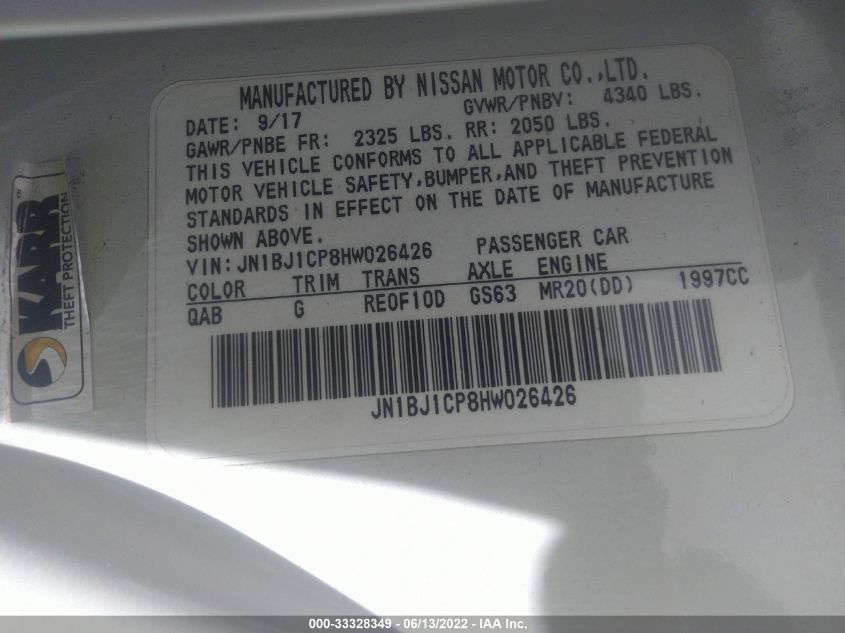 MANUFACTURED BY NISSAN MOTOR CO.,LTD.
DATE: 9/17 GVWR/PNBV: 4340 LBS.
GAWR/PNBE FR: 2325 LBS. RR: 2050 LBS.
THIS VEHICLE CONFORMS TO ALL APPLICABLE FEDERAL
MOTOR VEHICLE SAFETY,BUMPER,AND THEFT PREVENTION
STANDARDS IN EFFECT ON THE DATE OF MANUFACTURE
SHOWN ABOVE.
VIN:JN1BJ1CP8HW026426 PASSENGER CAR
COLOR TRIM TRANS AXLE ENGINE
QAB G RE0F10D GS63 MR20(DD) 1997CC
JN1BJ1CP8HW026426
KARR™
THEFT PROTECTION
000-33328349 - 06/13/2022 - IAA Inc.